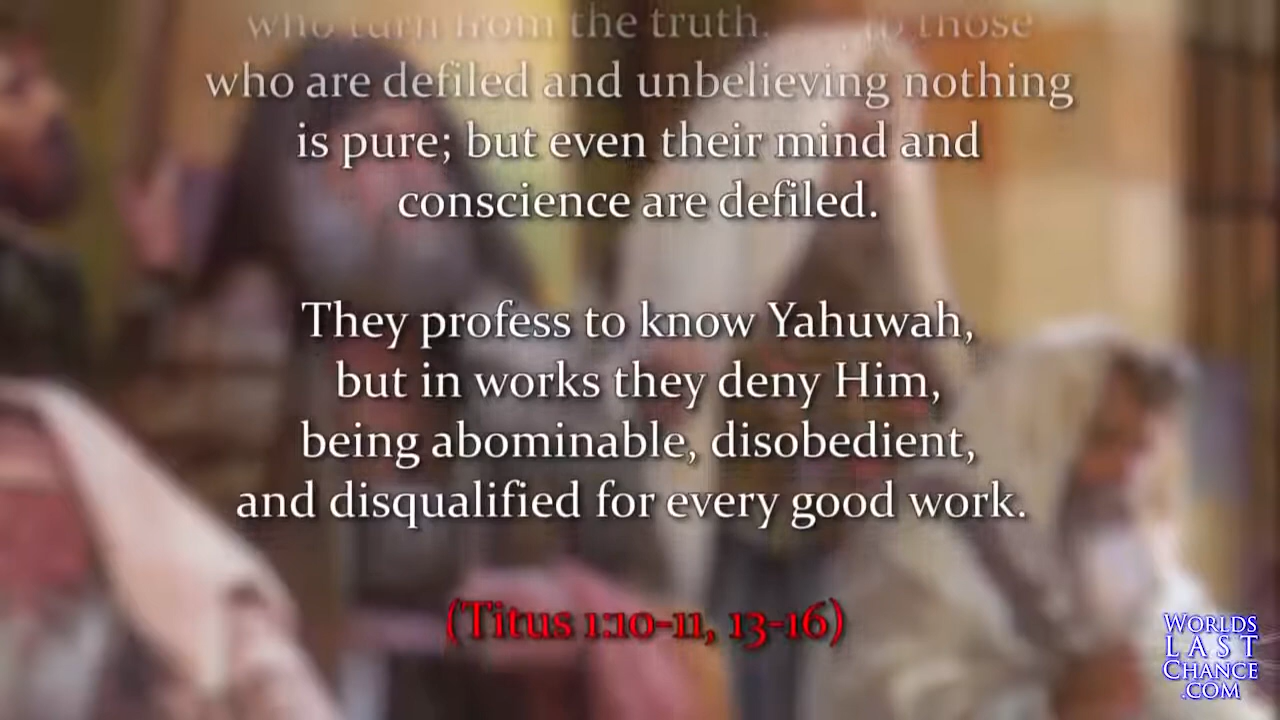 who turn from the truth. To those
who are defiled and unbelieving nothing
is pure; but even their mind and
conscience are defiled.
They profess to know Yahuwah,
but in works they deny Him,
being abominable, disobedient,
and disqualified for every good work.
(Titus 1:10-11, 13-16)
WORLDS
LAST
CHANCE
.COM